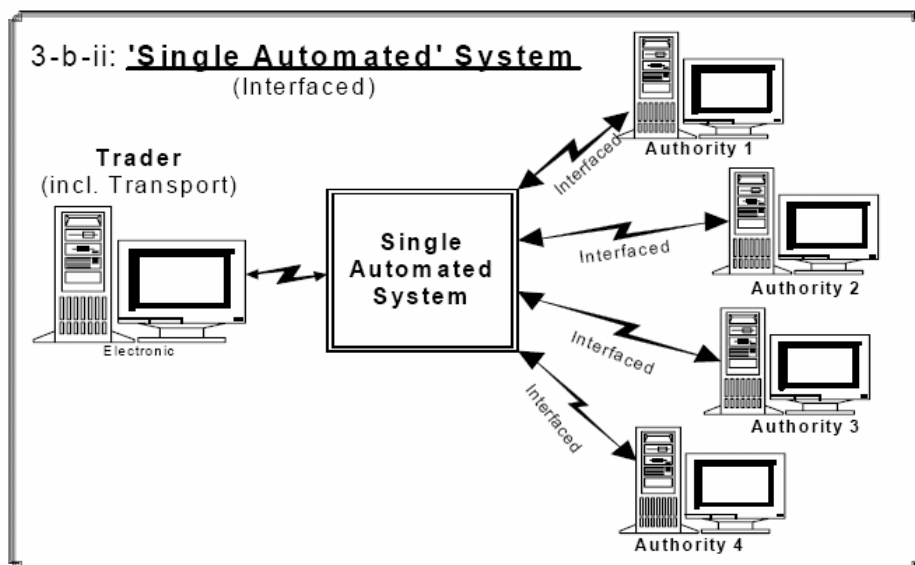 3-b-ii: 'Single Automated' System
(Interfaced)
Trader
(incl. Transport)
Electronic
Single
Automated
System
Interfaced
Authority 1
Interfaced
Authority 2
Interfaced
Authority 3
Interfaced
Authority 4